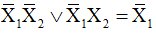 X̅₁X̅₂ ∨ X̅₁X₂ = X̅₁